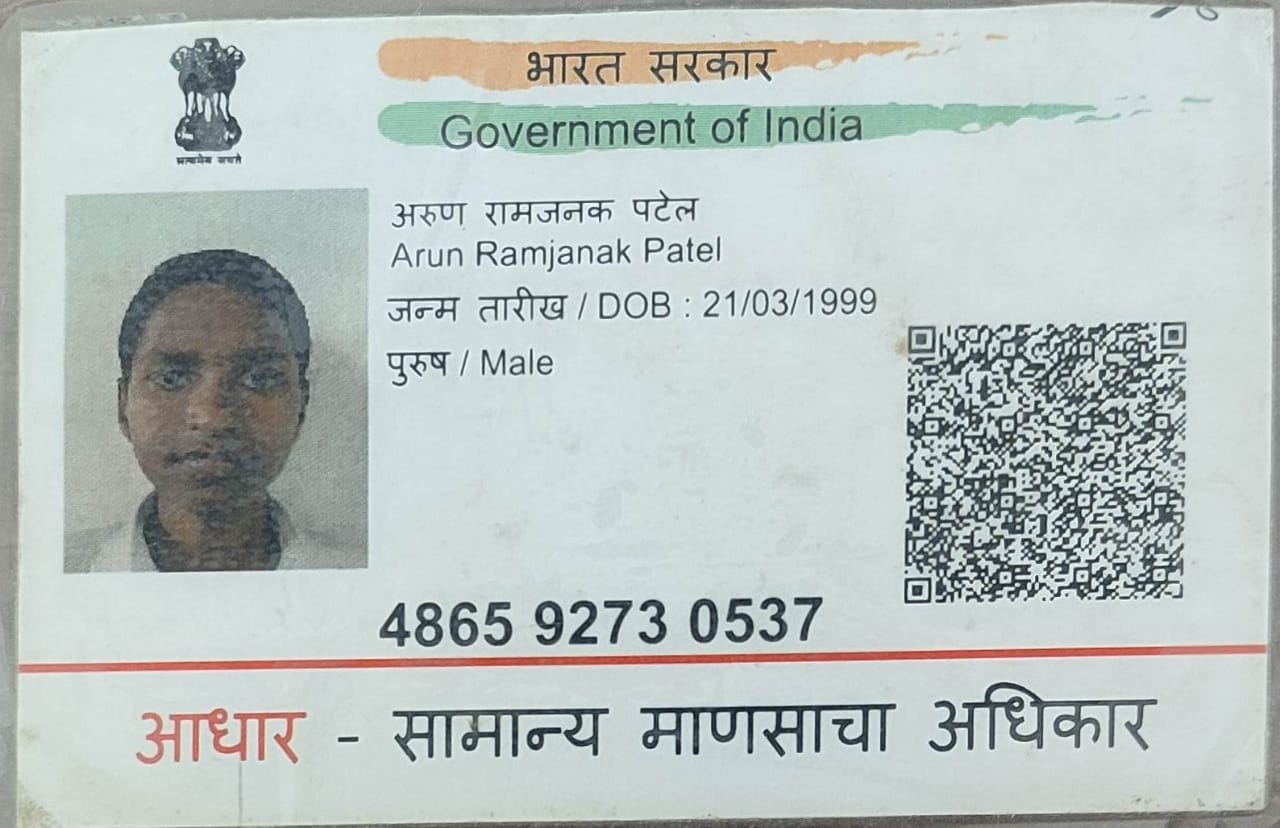 सत्यमेव जयते
भारत सरकार
Government of India
अरुण रामजनक पटेल
Arun Ramjanak Patel
जन्म तारीख / DOB : 21/03/1999
पुरुष / Male
4865 9273 0537
आधार - सामान्य माणसाचा अधिकार